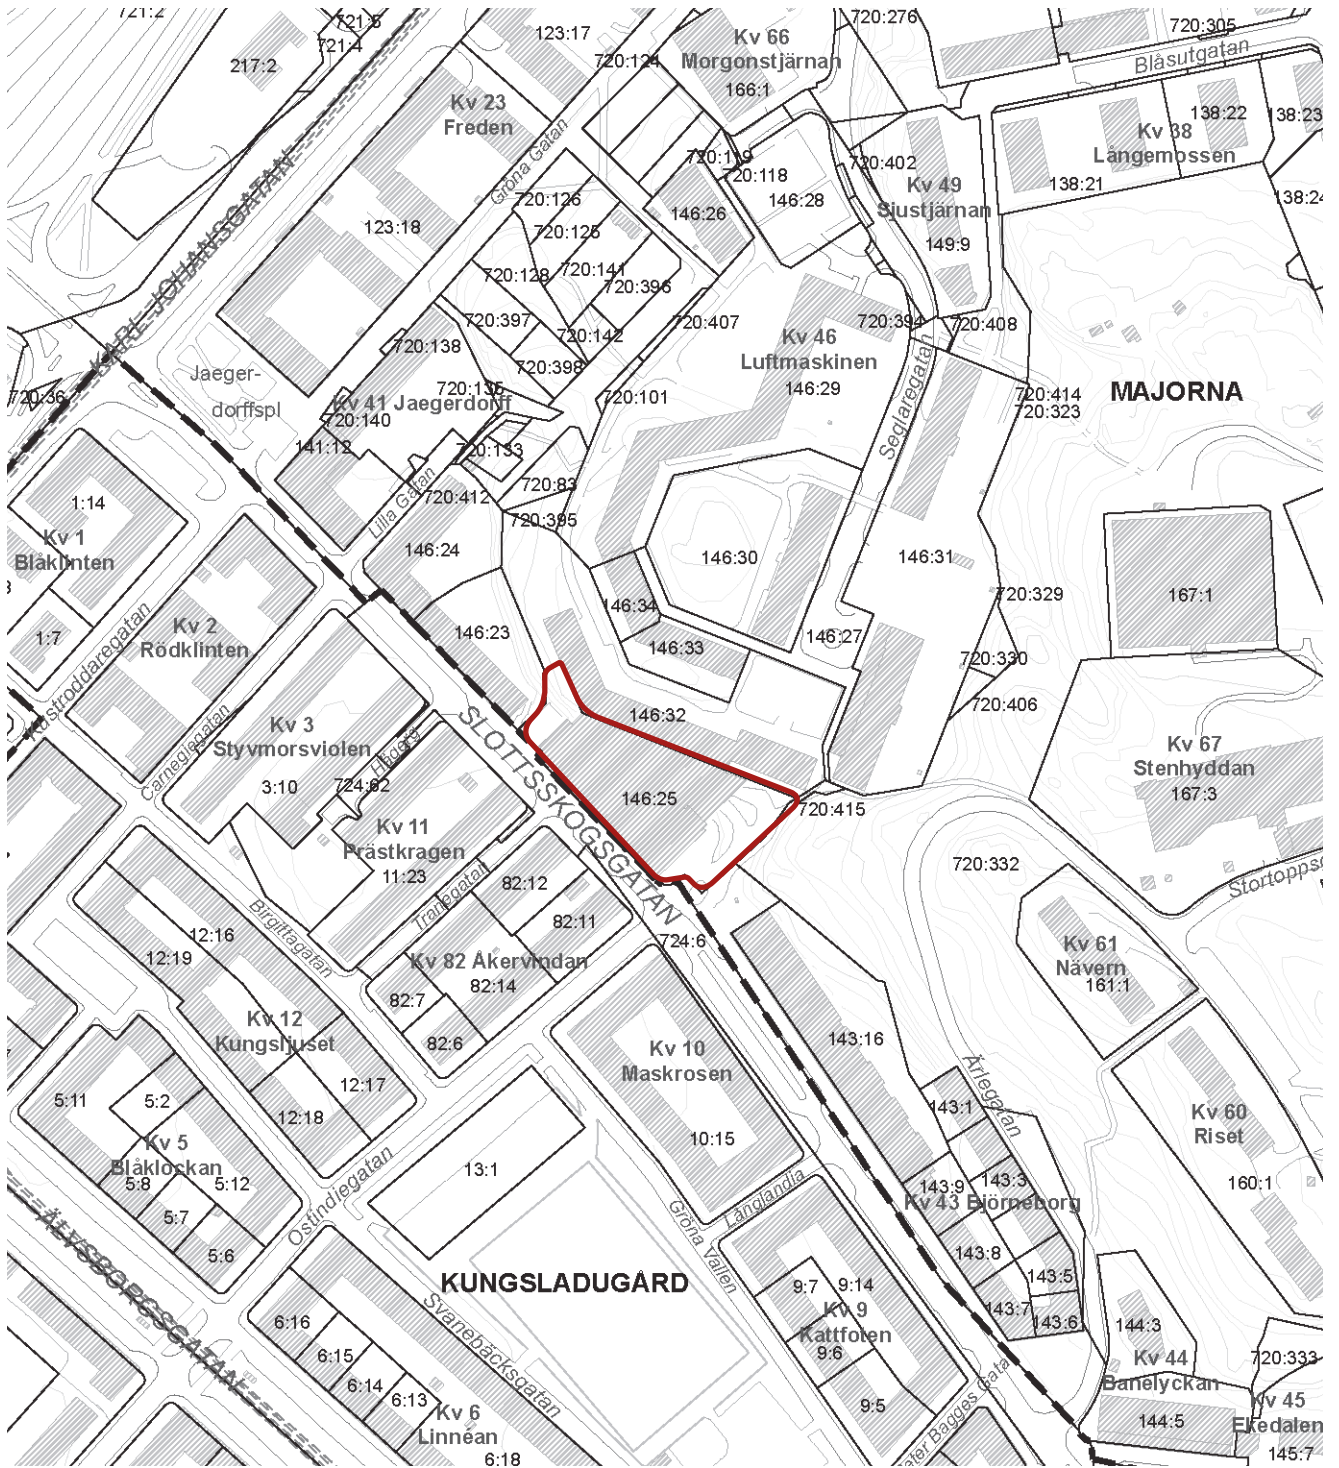 721:2
721:5
721:4
217:2
123:17
720:124
Kv 66
Morgonstjärnan
166:1
720:276
720:305
Blåsutgatan
Kv 23
Freden
Gröna Gatan
138:22
138:23
Kv 38
Långemossen
138:21
138:24
720:119
720:118
720:402
146:28
Kv 49
Sjustjärnan
149:9
146:26
720:126
720:125
123:18
720:141
720:128
720:396
KARL JOHANSGATAN
720:397
720:142
720:407
720:394
720:408
Kv 46
Luftmaskinen
146:29
720:138
720:398
720:36
Jaeger-
dorffspl
720:135
Kv 41 Jaegerdorff
720:140
720:101
720:414
720:323
MAJORNA
Seglaregatan
141:12
720:133
Lilla Gatan
720:412
720:83
720:395
1:14
Kv 1
Blåklinten
146:24
146:30
146:31
167:1
720:329
146:34
1:7
Kv 2
Rödklinten
146:23
146:33
146:27
720:330
720:406
Carnegiegatan
Kv 3
Styvmorsviolen
3:10
724:62
SLOTTSSKOGSGATAN
146:32
146:25
Kv 67
Stenhyddan
167:3
720:415
Kv 11
Prästkragen
11:23
720:332
Tranegatan
82:12
82:11
Birgittagatan
12:16
12:19
724:6
Kv 82 Åkervindan
82:14
82:7
82:6
Kv 61
Nävern
161:1
Kv 12
Kungsljuset
12:17
12:18
Kv 10
Maskrosen
10:15
143:16
Ärlegatan
143:1
Kv 60
Riset
160:1
5:11
5:2
Kv 5
Blåklockan
5:8
5:12
5:7
5:6
13:1
Ostindiegatan
Långlandia
143:9
143:3
Kv 43 Björneborg
143:8
143:5
143:7
143:6
Gröna Vallen
ÄLVSBORGSGATAN
KUNGSLADUGÅRD
Svanebäcksgatan
6:16
6:15
6:14
6:13
Kv 6
Linnéan
6:18
9:7
9:14
Kv 9
Kattfoten
9:6
9:5
144:3
Kv 44
Banelyckan
144:5
720:333
Kv 45
Ekedalen
145:7